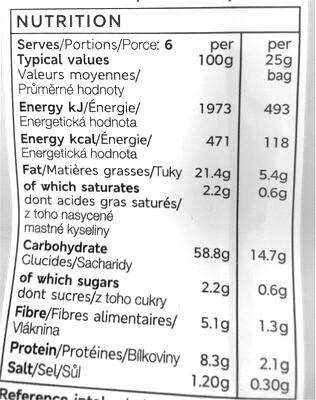 NUTRITION
Serves/Portions/Porce: 6 per per
Typical values 100g 25g
Valeurs moyennes/ bag
Průměrné hodnoty
Energy kJ/Énergie/ 1973 493
Energetická hodnota
Energy kcal/Énergie/ 471 118
Energetická hodnota
Fat/Matières grasses/Tuky 21.4g 5.4g
of which saturates 2.2g 0.6g
dont acides gras saturés/
z toho nasycené
mastné kyseliny
Carbohydrate 58.8g 14.7g
Glucides/Sacharidy
of which sugars 2.2g 0.6g
dont sucres/z toho cukry
Fibre/Fibres alimentaires/ 5.1g 1.3g
Vláknina
Protein/Protéines/Bílkoviny 8.3g 2.1g
Salt/Sel/Sůl 1.20g 0.30g
Reference